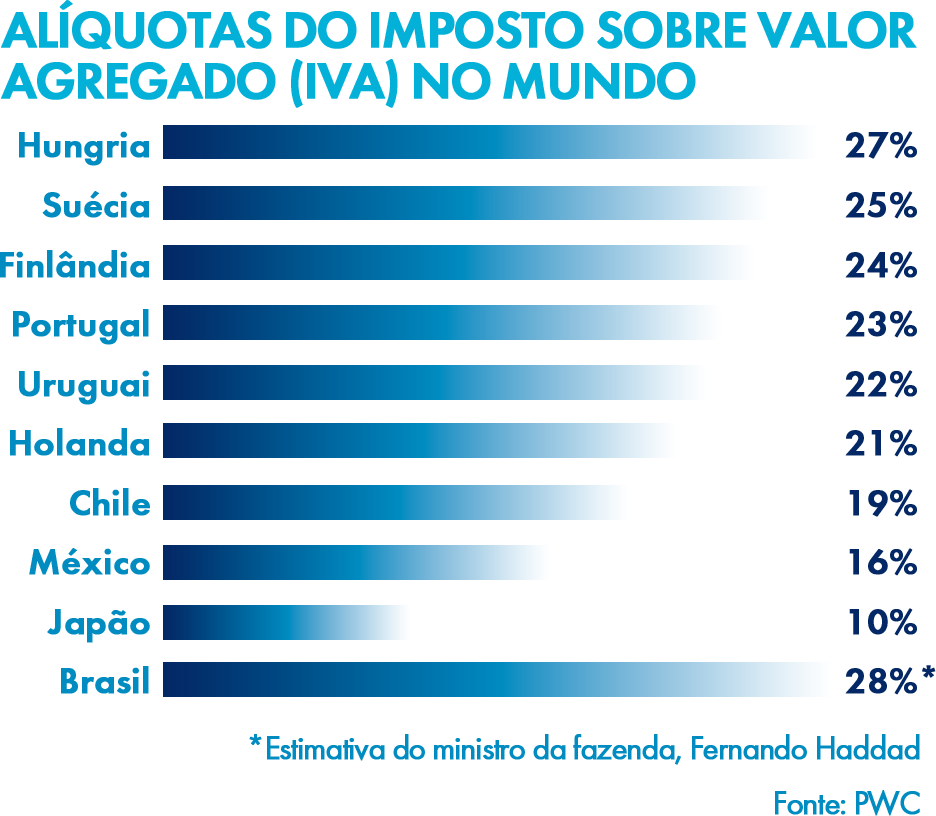 ALÍQUOTAS DO IMPOSTO SOBRE VALOR
AGREGADO (IVA) NO MUNDO
Hungria 27%
Suécia 25%
Finlândia 24%
Portugal 23%
Uruguai 22%
Holanda 21%
Chile 19%
México 16%
Japão 10%
Brasil 28%*
*Estimativa do ministro da fazenda, Fernando Haddad
Fonte: PWC